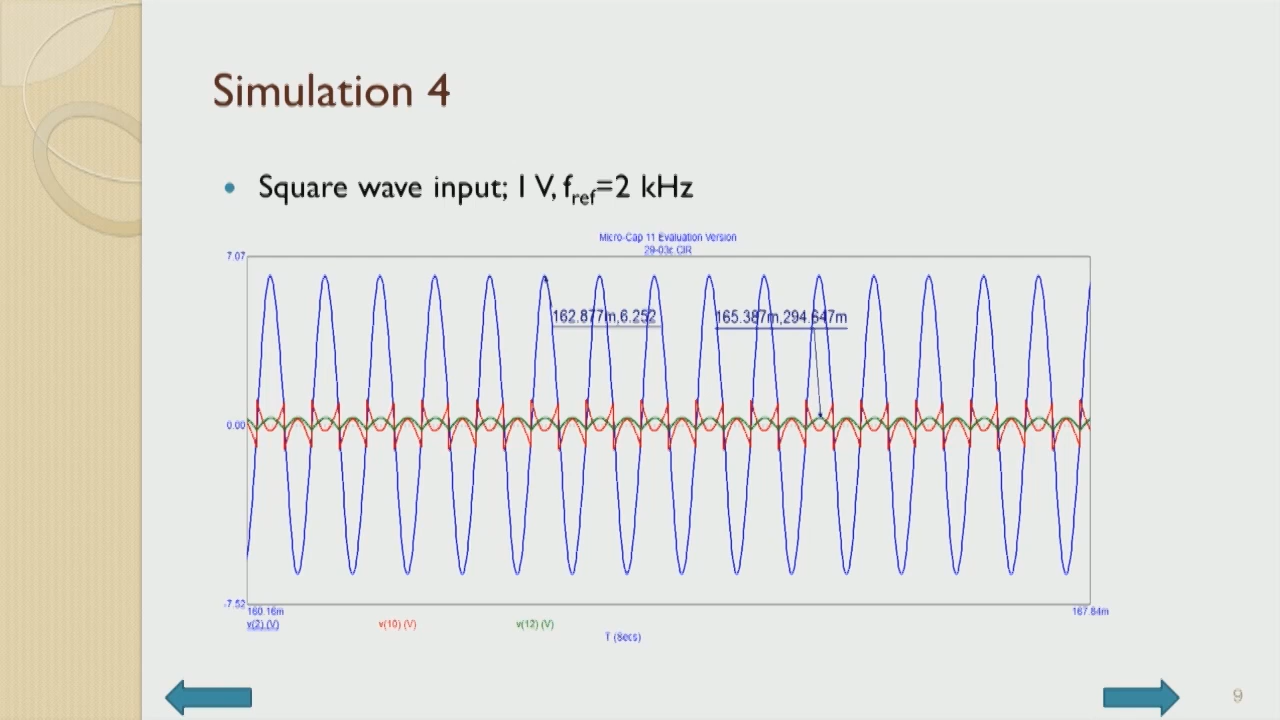 Simulation 4
• Square wave input; 1 V, fref=2 kHz
Micro-Cap 11 Evaluation Version
29-03c.CIR
7.07
162.877m,6.252
165.387m,294.647m
0.00
-7.52
160.16m
167.84m
v(2) (V)
v(10) (V)
v(12) (V)
T (Secs)
9